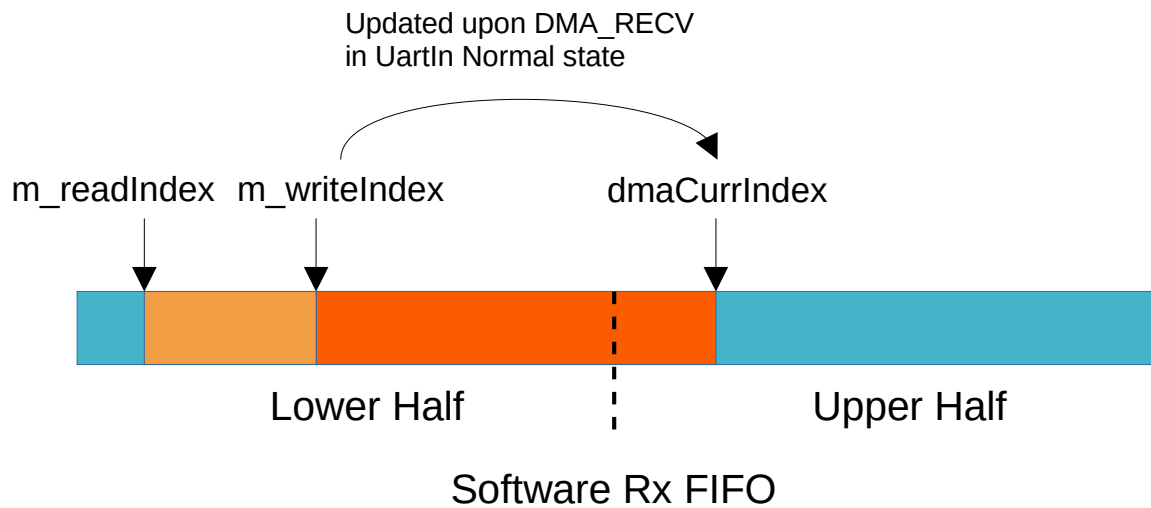 Updated upon DMA_RECV
in UartIn Normal state
m_readIndex m_writeIndex dmaCurrIndex
Lower Half Upper Half
Software Rx FIFO